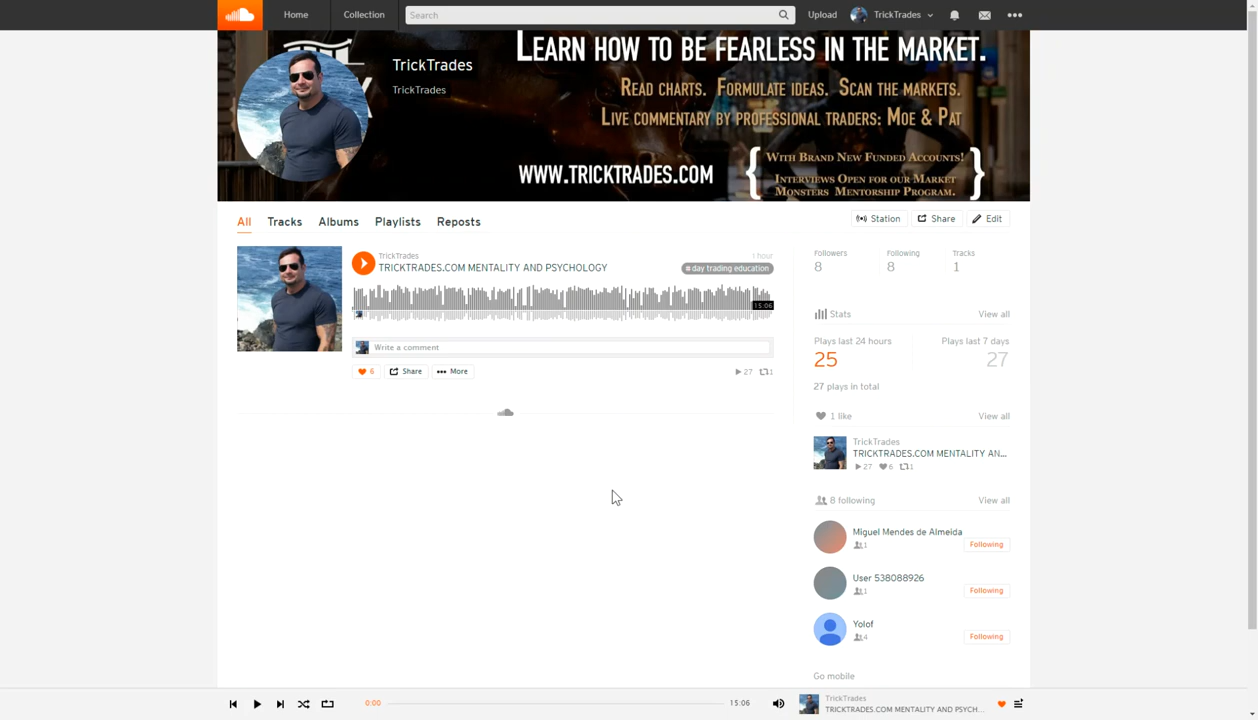 Home
Collection
Search
Upload
TrickTrades
TrickTrades
TrickTrades
LEARN HOW TO BE FEARLESS IN THE MARKET.
READ CHARTS. FORMULATE IDEAS. SCAN THE MARKETS.
LIVE COMMENTARY BY PROFESSIONAL TRADERS: MOE & PAT
WWW.TRICKTRADES.COM
WITH BRAND NEW FUNDED ACCOUNTS!
INTERVIEWS OPEN FOR OUR MARKET
MONSTERS MENTORSHIP PROGRAM.
All
Tracks
Albums
Playlists
Reposts
Station
Share
Edit
TrickTrades
1 hour
TRICKTRADES.COM MENTALITY AND PSYCHOLOGY
# day trading education
15:06
Write a comment
6
Share
More
27
1
Followers
Following
Tracks
8
8
1
Stats
View all
Plays last 24 hours
Plays last 7 days
25
27
27 plays in total
1 like
View all
TrickTrades
TRICKTRADES.COM MENTALITY AN...
27
6
1
8 following
View all
Miguel Mendes de Almeida
1
Following
User 538088926
1
Following
Yolof
4
Following
Go mobile
0:00
15:06
TrickTrades
TRICKTRADES.COM MENTALITY AND PSYCH...